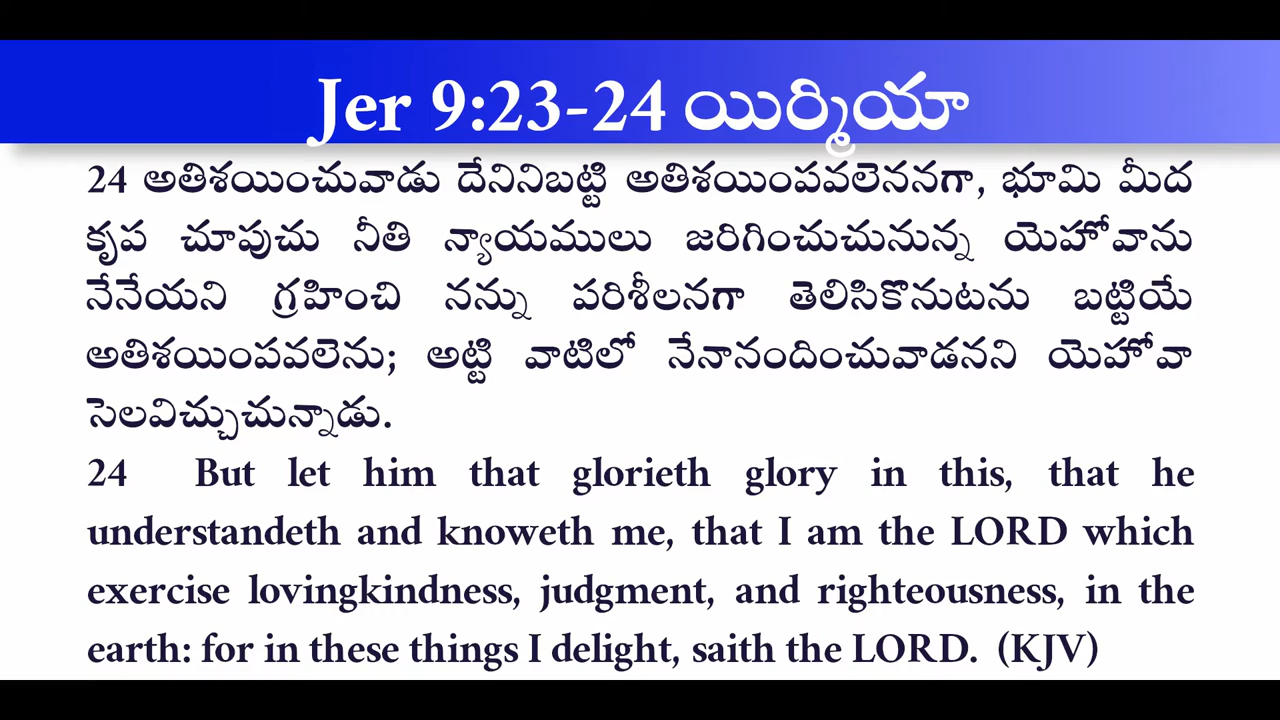 Jer 9:23-24 యిర్మియా
24 అతిశయించువాడు దేనినిబట్టి అతిశయింపవలెననగా, భూమి మీద
కృప చూపుచు నీతి న్యాయములు జరిగించుచునున్న యెహోవాను
నేనేయని గ్రహించి నన్ను పరిశీలనగా తెలిసికొనుటను బట్టియే
అతిశయింపవలెను; అట్టి వాటిలో నేనానందించువాడనని యెహోవా
సెలవిచ్చుచున్నాడు.
24 But let him that glorieth glory in this, that he
understandeth and knoweth me, that I am the LORD which
exercise lovingkindness, judgment, and righteousness, in the
earth: for in these things I delight, saith the LORD. (KJV)